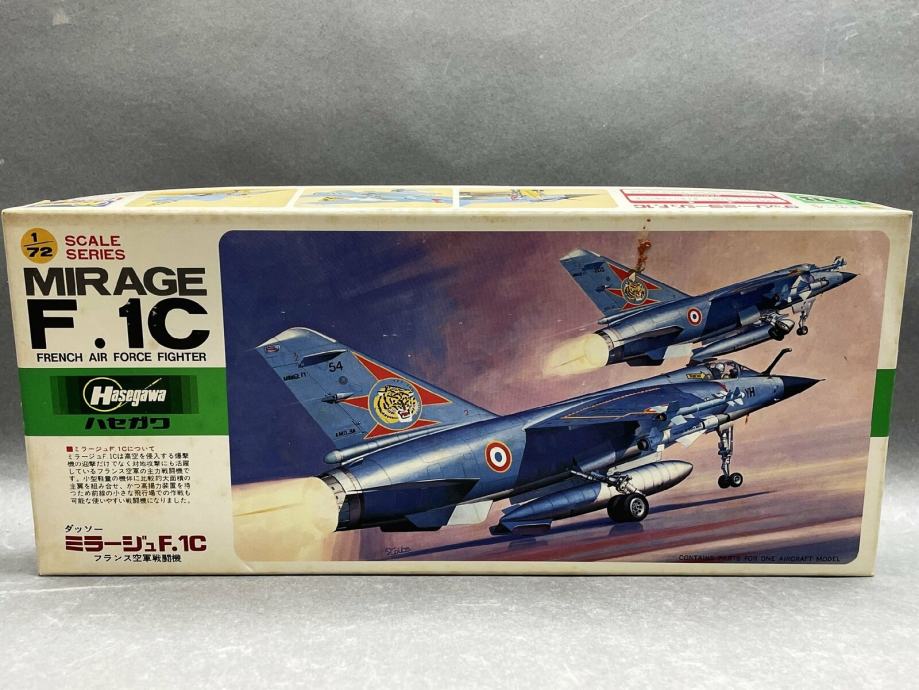 1/72
SCALE
SERIES
MIRAGE
F.1C
FRENCH AIR FORCE FIGHTER
Hasegawa
ハセガワ
■ミラージュF.1Cについて
ミラージュF.1Cは高空を侵入する爆撃
機の迎撃だけでなく対地攻撃にも活躍
しているフランス空軍の主力戦闘機で
す。小型軽量の機体に比較的大面積の
主翼を組み合せ、かつ高揚力装置を持
つため前線の小さな飛行場での作戦も
可能な使いやすい戦闘機になりました。
ダッソー
ミラージュF.1C
フランス空軍戦闘機
54
YH
CONTAINS PARTS FOR ONE AIRCRAFT MODEL